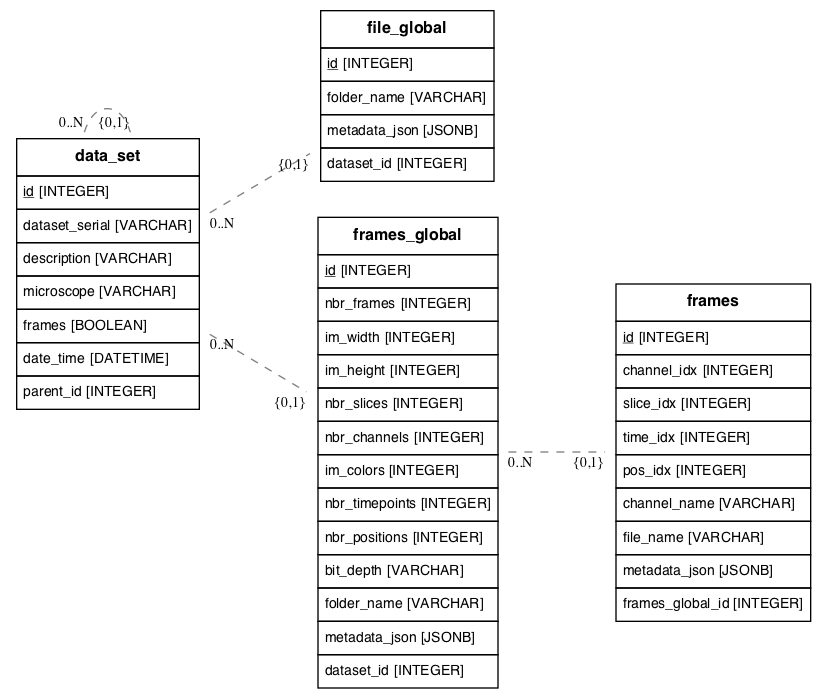 file_global
id [INTEGER]
folder_name [VARCHAR]
metadata_json [JSONB]
dataset_id [INTEGER]
0..N {0,1}
data_set
id [INTEGER]
dataset_serial [VARCHAR]
description [VARCHAR]
microscope [VARCHAR]
frames [BOOLEAN]
date_time [DATETIME]
parent_id [INTEGER]
{0,1}
0..N
0..N
{0,1}
frames_global
id [INTEGER]
nbr_frames [INTEGER]
im_width [INTEGER]
im_height [INTEGER]
nbr_slices [INTEGER]
nbr_channels [INTEGER]
im_colors [INTEGER]
nbr_timepoints [INTEGER]
nbr_positions [INTEGER]
bit_depth [VARCHAR]
folder_name [VARCHAR]
metadata_json [JSONB]
dataset_id [INTEGER]
0..N {0,1}
frames
id [INTEGER]
channel_idx [INTEGER]
slice_idx [INTEGER]
time_idx [INTEGER]
pos_idx [INTEGER]
channel_name [VARCHAR]
file_name [VARCHAR]
metadata_json [JSONB]
frames_global_id [INTEGER]